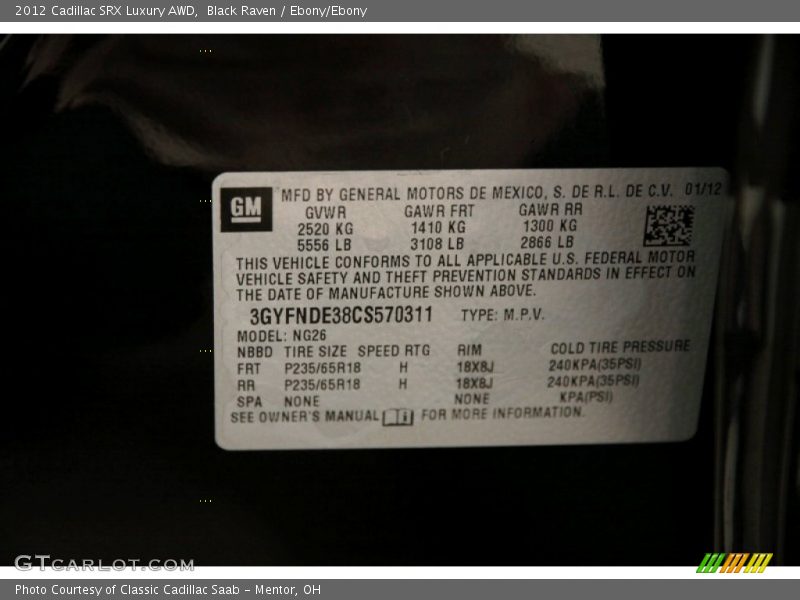 2012 Cadillac SRX Luxury AWD,  Black Raven / Ebony/Ebony
GM
MFD BY GENERAL MOTORS DE MEXICO, S. DE R.L. DE C.V. 01/12
GVWR GAWR FRT GAWR RR
2520 KG 1410 KG 1300 KG
5556 LB 3108 LB 2866 LB
THIS VEHICLE CONFORMS TO ALL APPLICABLE U.S. FEDERAL MOTOR
VEHICLE SAFETY AND THEFT PREVENTION STANDARDS IN EFFECT ON
THE DATE OF MANUFACTURE SHOWN ABOVE.
3GYFNDE38CS570311 TYPE: M.P.V.
MODEL: NG26
NBBD TIRE SIZE SPEED RTG RIM COLD TIRE PRESSURE
FRT P235/65R18 H 18X8J 240KPA(35PSI)
RR P235/65R18 H 18X8J 240KPA(35PSI)
SPA NONE NONE KPA(PSI)
SEE OWNER'S MANUAL FOR MORE INFORMATION.
GTCARLOT.COM
Photo Courtesy of Classic Cadillac Saab – Mentor, OH